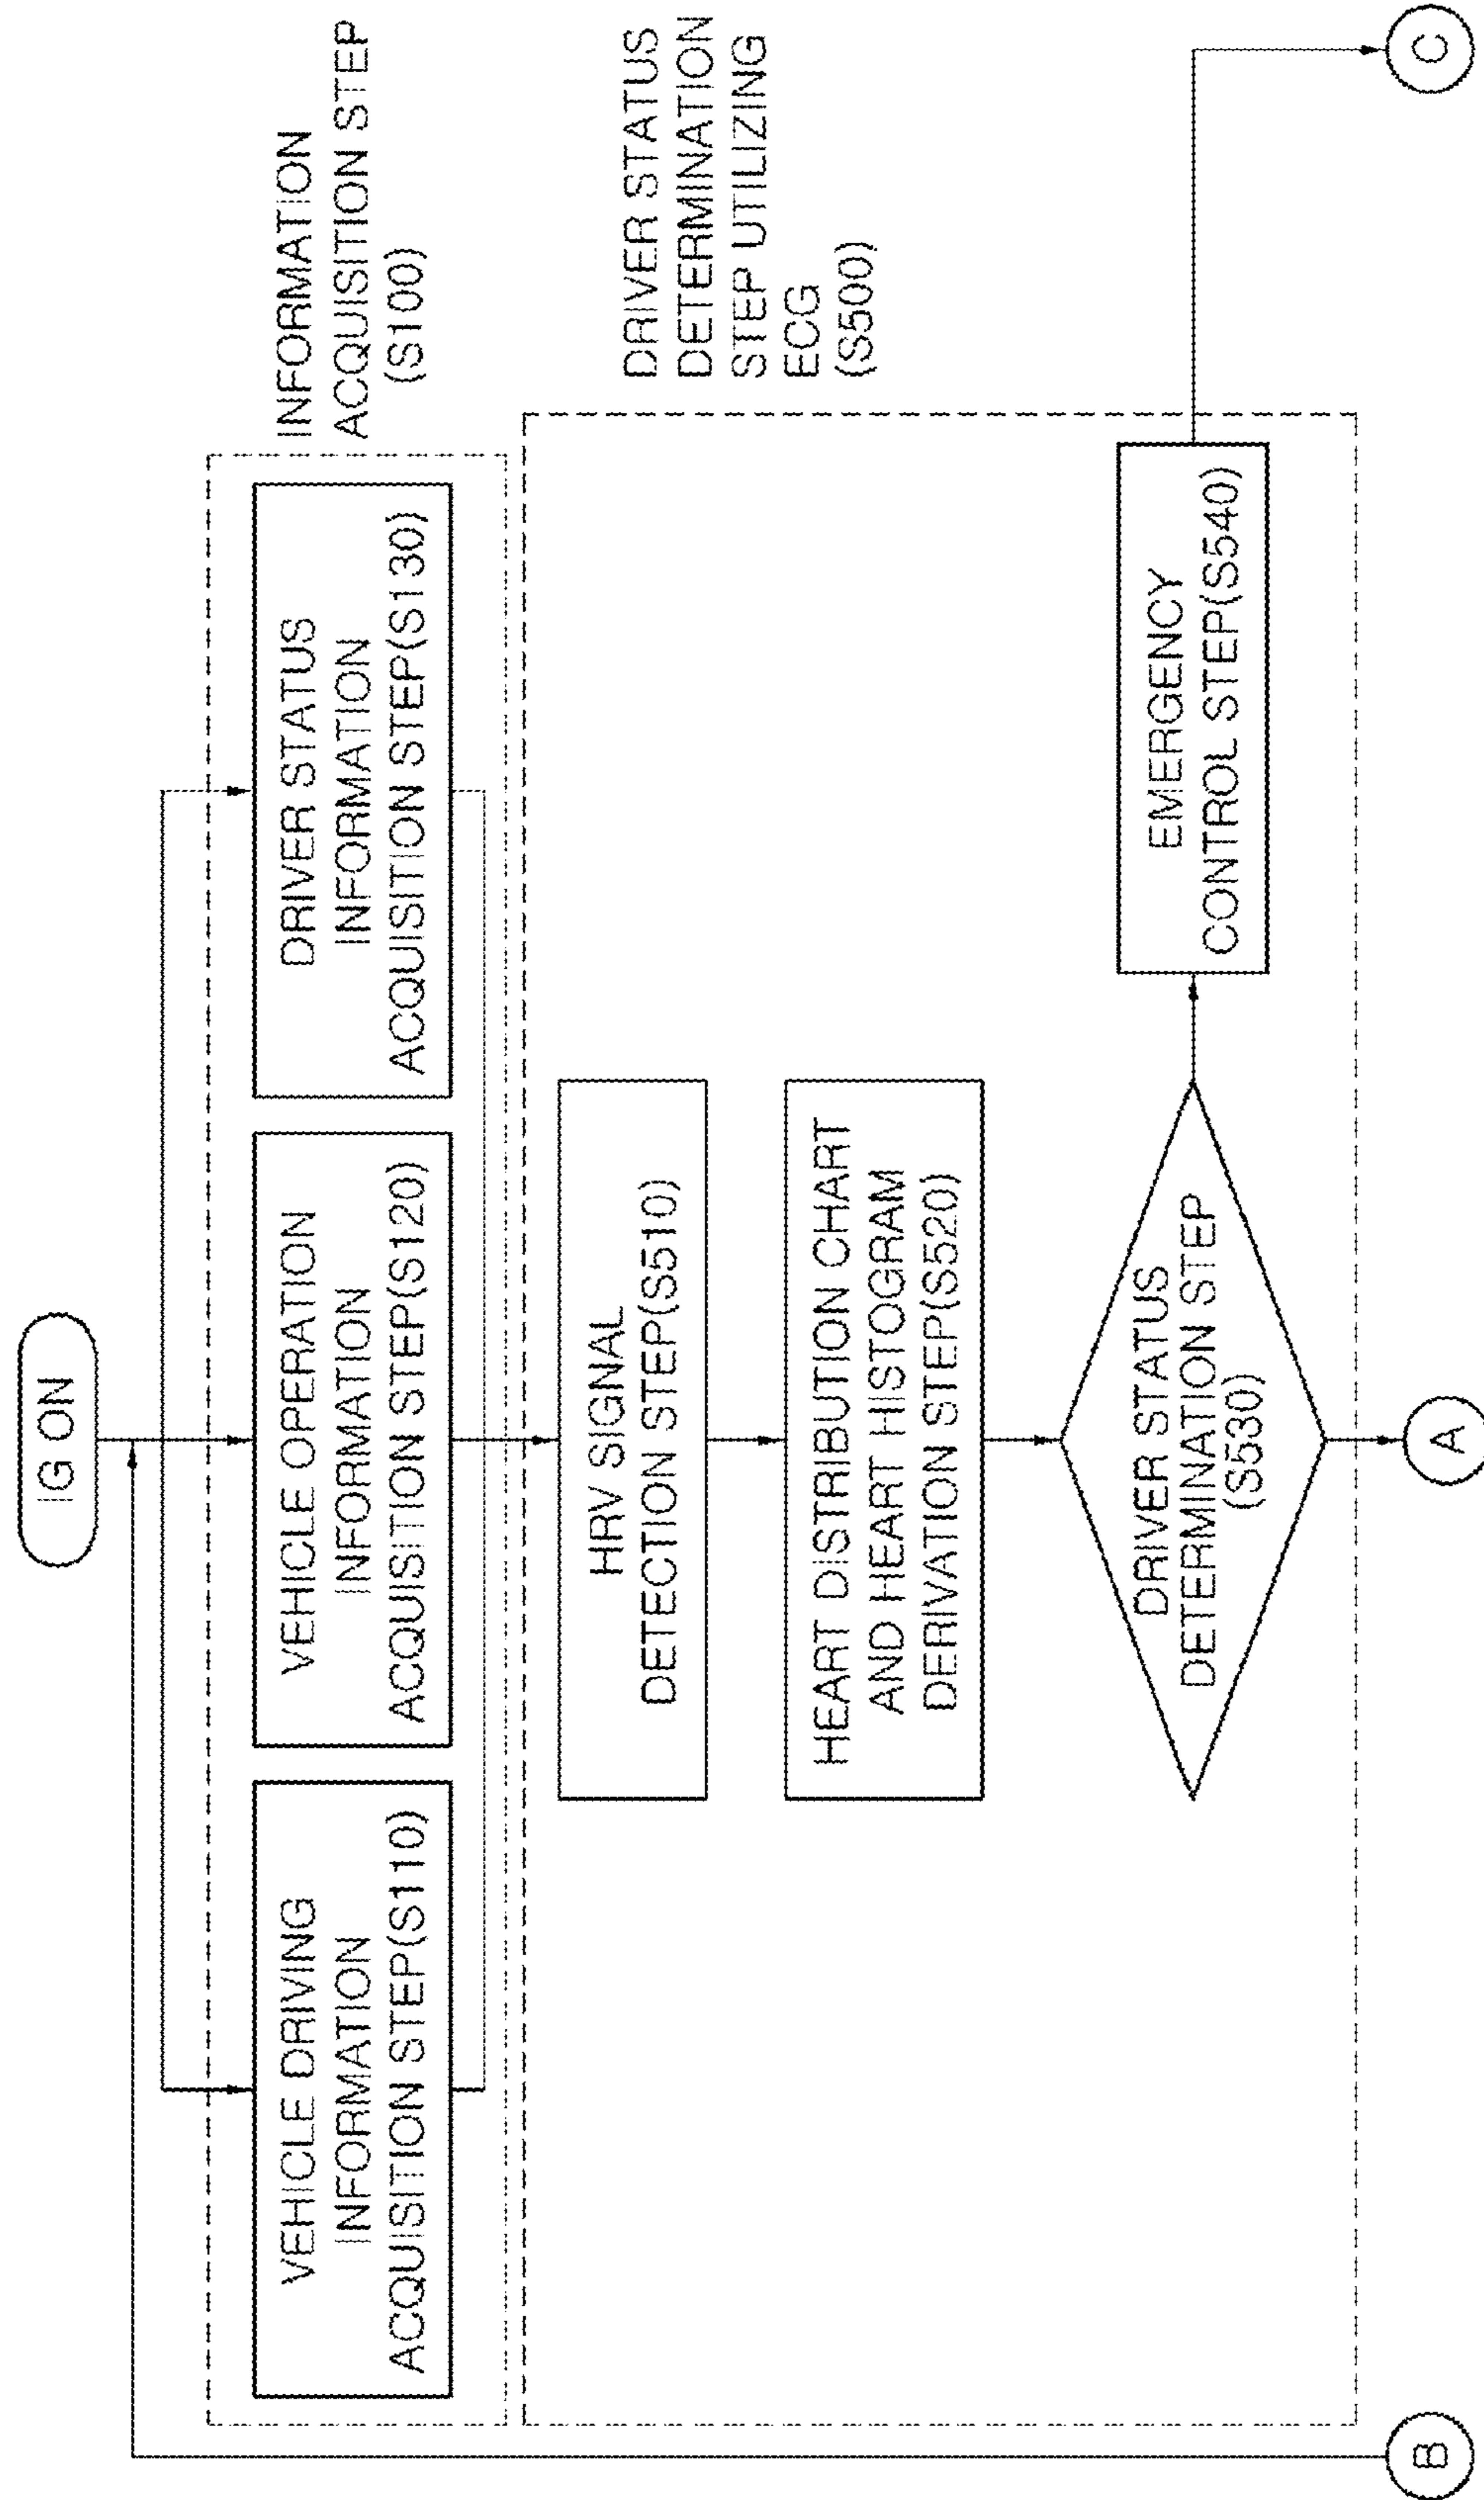 IG ON
VEHICLE DRIVING
INFORMATION
ACQUISITION STEP(S110)
VEHICLE OPERATION
INFORMATION
ACQUISITION STEP(S120)
DRIVER STATUS
INFORMATION
ACQUISITION STEP(S130)
INFORMATION
ACQUISITION STEP
(S100)
HRV SIGNAL
DETECTION STEP(S510)
DRIVER STATUS
DETERMINATION
STEP UTILIZING
ECG
(S500)
HEART DISTRIBUTION CHART
AND HEART HISTOGRAM
DERIVATION STEP(S520)
DRIVER STATUS
DETERMINATION STEP
(S530)
EMERGENCY
CONTROL STEP(S540)
B
A
C